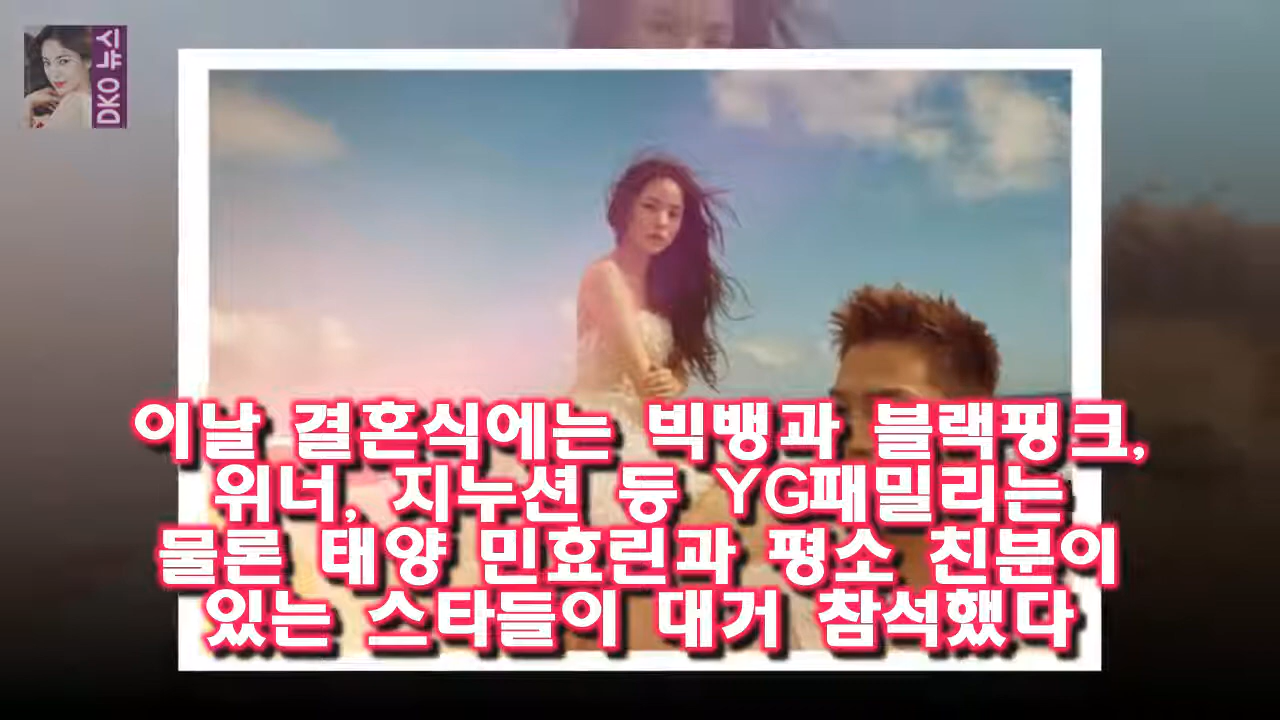 DKO 뉴스
이날 결혼식에는 빅뱅과 블랙핑크,
위너, 지누션 등 YG패밀리는
물론 태양 민효린과 평소 친분이
있는 스타들이 대거 참석했다